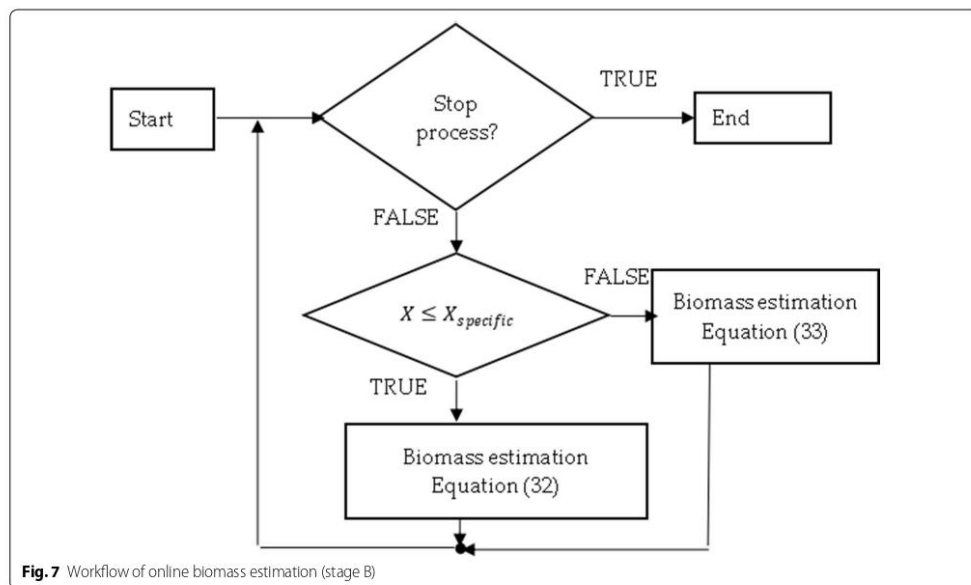 Start
Stop
process?
TRUE
End
FALSE
X ≤ X_specific
FALSE
Biomass estimation
Equation (33)
TRUE
Biomass estimation
Equation (32)
Fig. 7 Workflow of online biomass estimation (stage B)